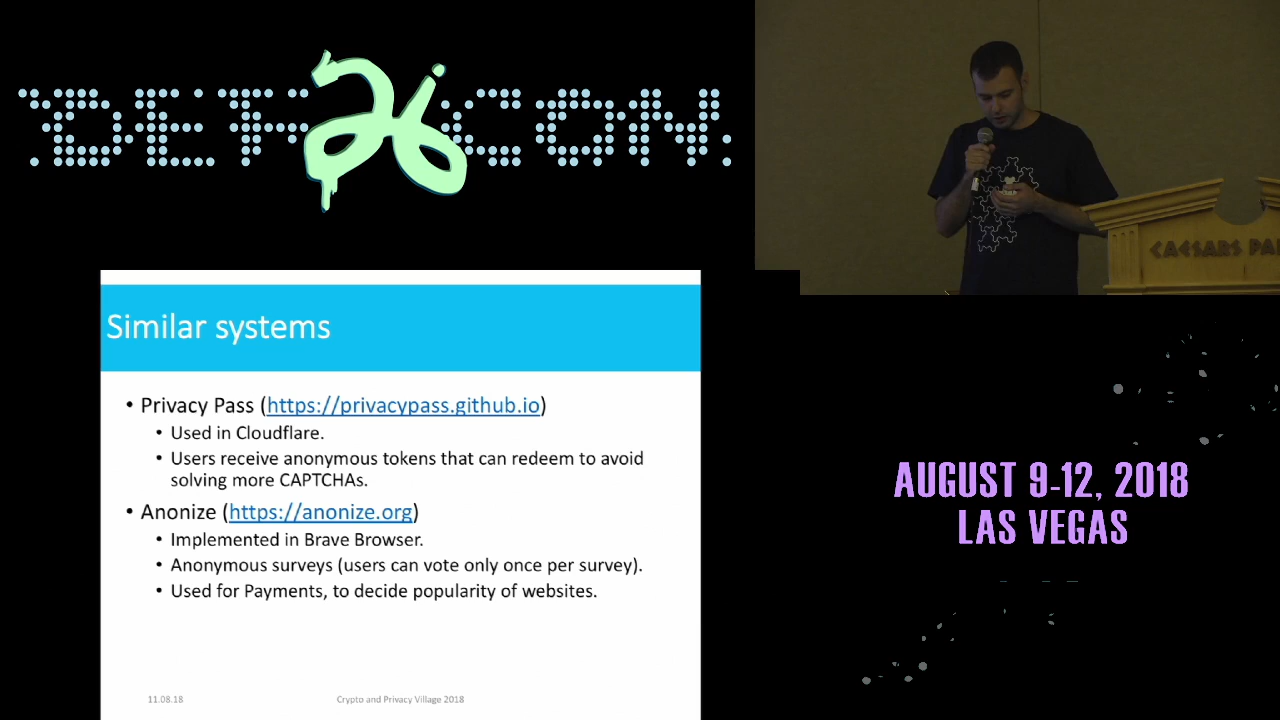 DEF 26 CON
CAESARS PA
Similar systems
• Privacy Pass (https://privacypass.github.io)
• Used in Cloudflare.
• Users receive anonymous tokens that can redeem to avoid
solving more CAPTCHAs.
• Anonize (https://anonize.org)
• Implemented in Brave Browser.
• Anonymous surveys (users can vote only once per survey).
• Used for Payments, to decide popularity of websites.
11.08.18
Crypto and Privacy Village 2018
AUGUST 9-12, 2018
LAS VEGAS